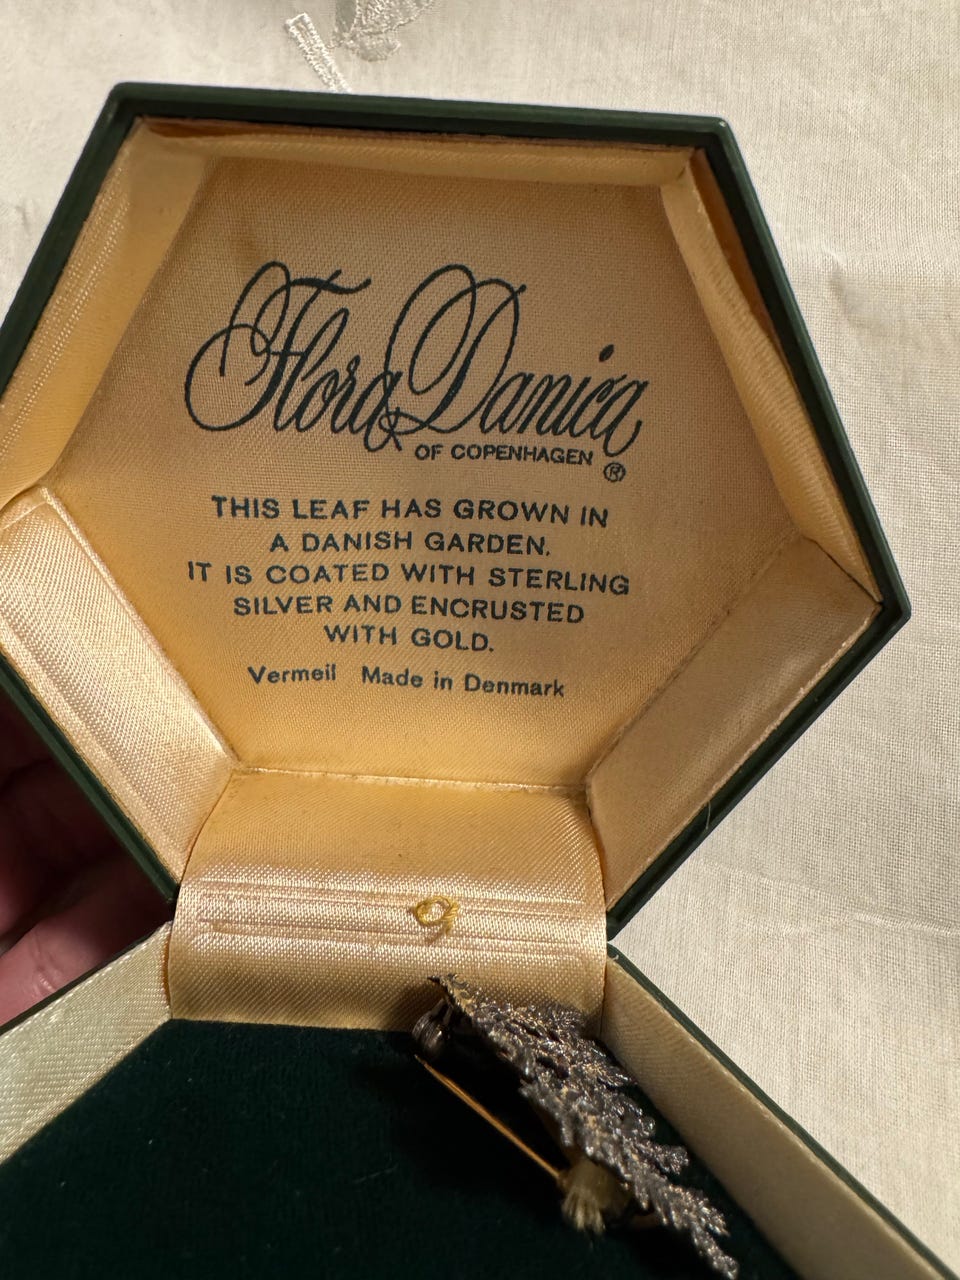 Flora Danica
OF COPENHAGEN ®
THIS LEAF HAS GROWN IN
A DANISH GARDEN.
IT IS COATED WITH STERLING
SILVER AND ENCRUSTED
WITH GOLD.
Vermeil Made in Denmark